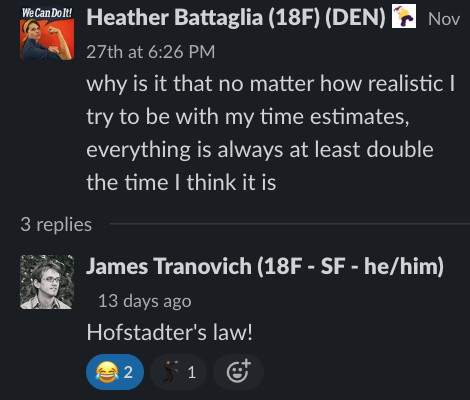 We Can Do It!
Heather Battaglia (18F) (DEN) Nov
27th at 6:26 PM
why is it that no matter how realistic I
try to be with my time estimates,
everything is always at least double
the time I think it is
3 replies
James Tranovich (18F - SF - he/him)
13 days ago
Hofstadter's law!
2 1